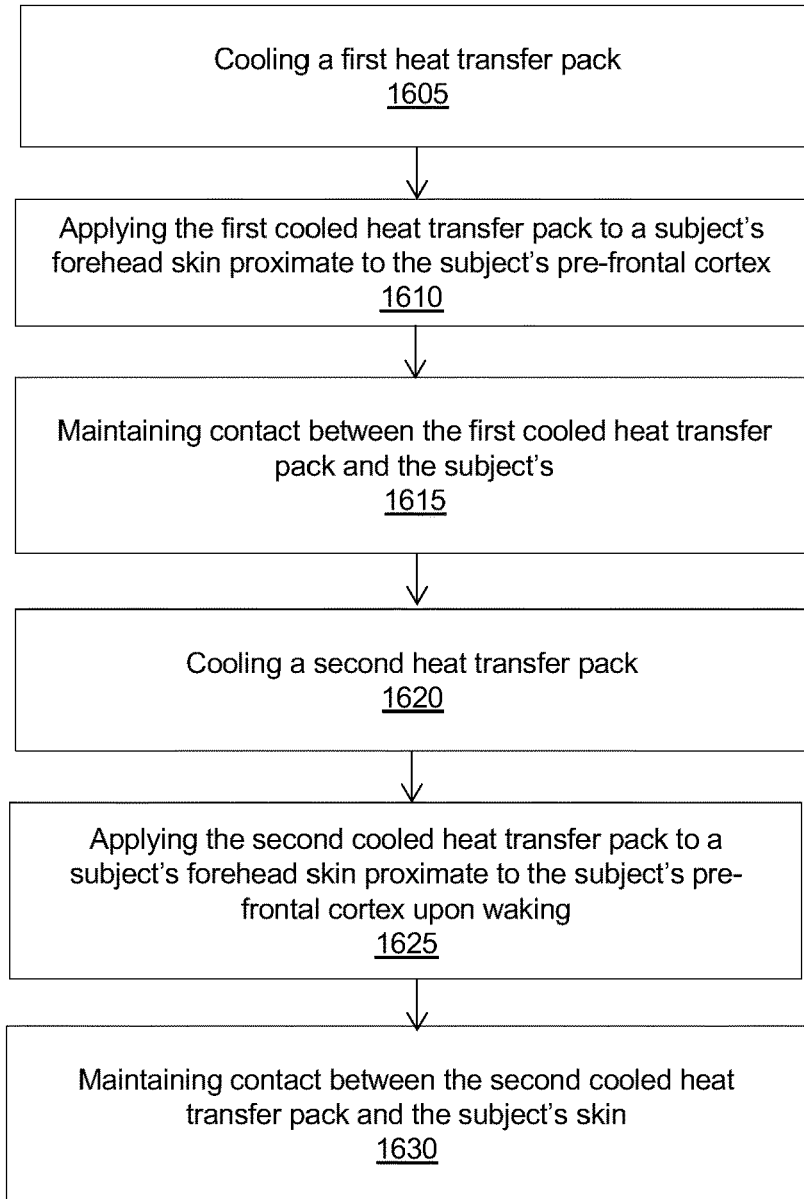 Cooling a first heat transfer pack
1605
Applying the first cooled heat transfer pack to a subject's
forehead skin proximate to the subject's pre-frontal cortex
1610
Maintaining contact between the first cooled heat transfer
pack and the subject's
1615
Cooling a second heat transfer pack
1620
Applying the second cooled heat transfer pack to a
subject's forehead skin proximate to the subject's pre-
frontal cortex upon waking
1625
Maintaining contact between the second cooled heat
transfer pack and the subject's skin
1630